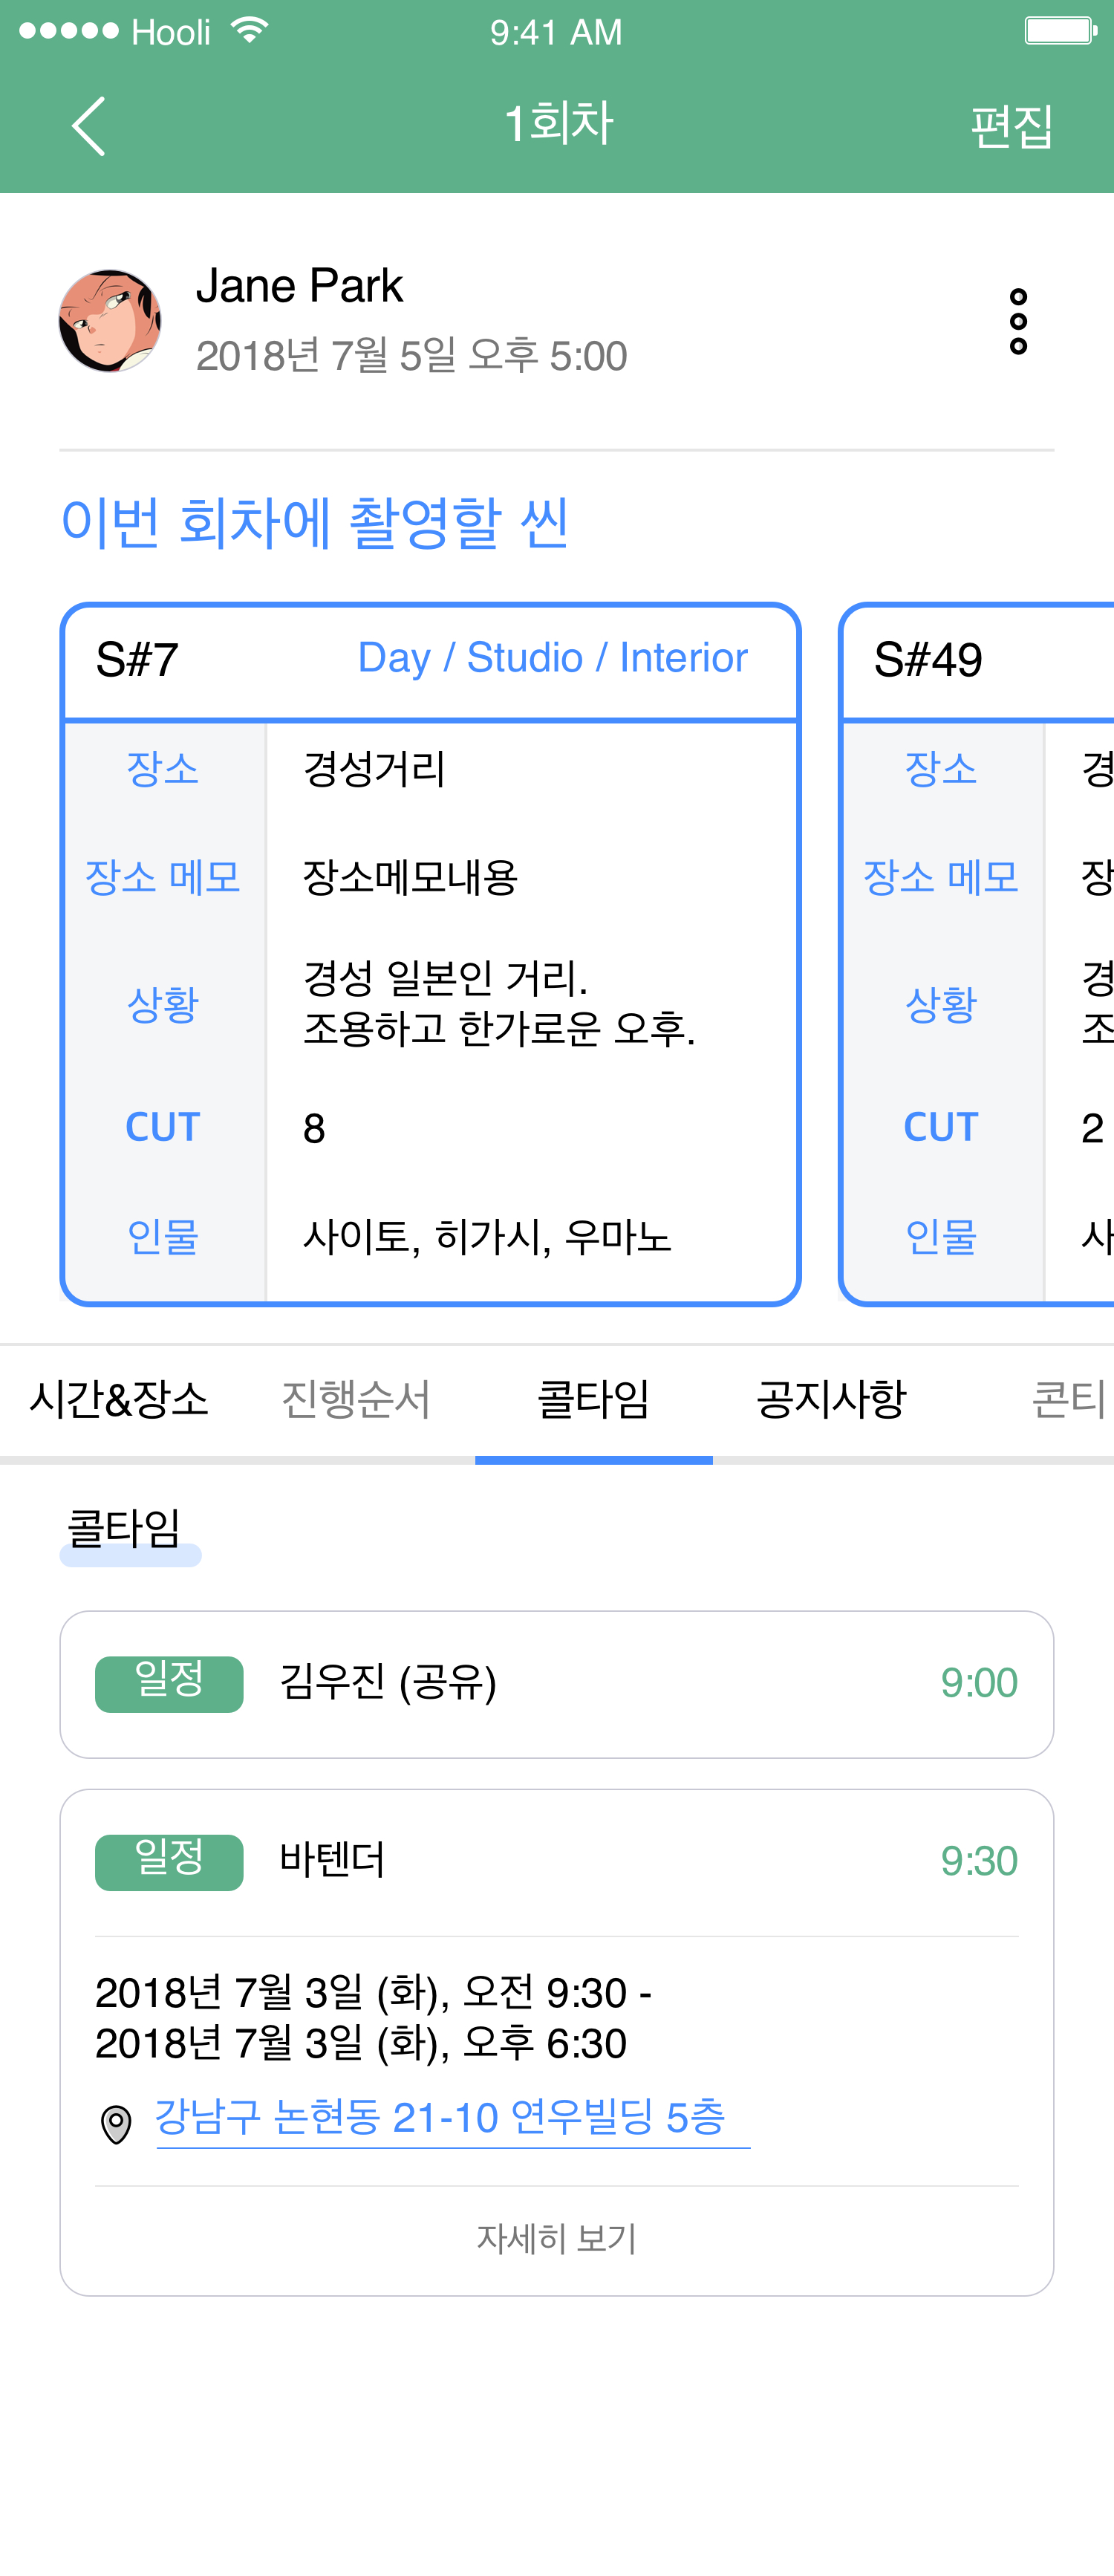 Hooli
9:41 AM
1회차
편집
Jane Park
2018년 7월 5일 오후 5:00
이번 회차에 촬영할 씬
S#7
Day / Studio / Interior
장소
경성거리
장소 메모
장소메모내용
상황
경성 일본인 거리.
조용하고 한가로운 오후.
CUT
8
인물
사이토, 히가시, 우마노
S#49
장소
경
장소 메모
장
상황
경
조
CUT
2
인물
사
시간&장소
진행순서
콜타임
공지사항
콘티
콜타임
일정
김우진 (공유)
9:00
일정
바텐더
9:30
2018년 7월 3일 (화), 오전 9:30 -
2018년 7월 3일 (화), 오후 6:30
강남구 논현동 21-10 연우빌딩 5층
자세히 보기